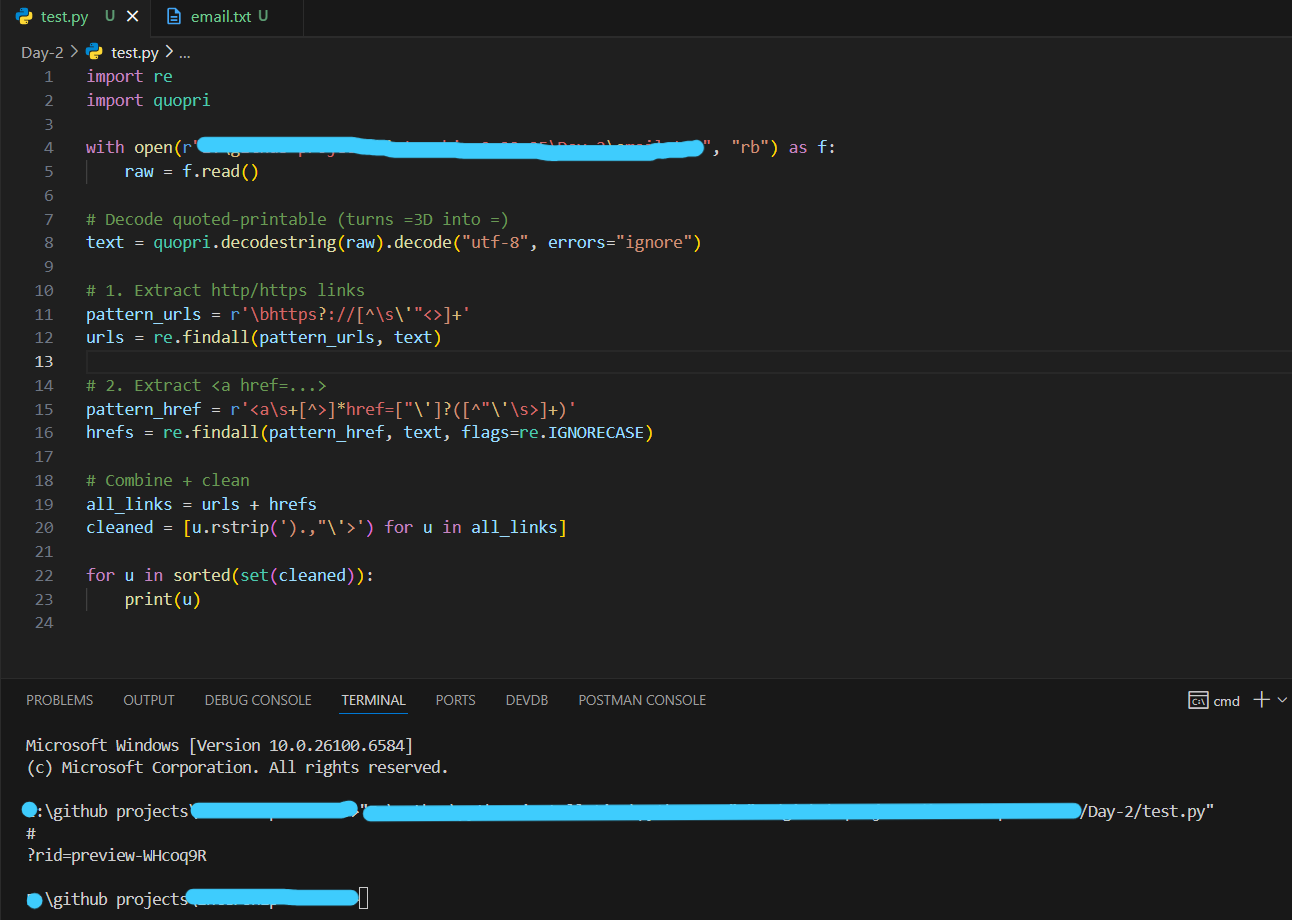 test.py U
email.txt U
Day-2 > test.py > ...
1 import re
2 import quopri
3
4 with open(r" ", "rb") as f:
5 raw = f.read()
6
7 # Decode quoted-printable (turns =3D into =)
8 text = quopri.decodestring(raw).decode("utf-8", errors="ignore")
9
10 # 1. Extract http/https links
11 pattern_urls = r'\bhttps?://[^\s\'"<>]+'
12 urls = re.findall(pattern_urls, text)
13
14 # 2. Extract <a href=...>
15 pattern_href = r'<a\s+[^>]*href=["\']?([^"\'\s>]+)'
16 hrefs = re.findall(pattern_href, text, flags=re.IGNORECASE)
17
18 # Combine + clean
19 all_links = urls + hrefs
20 cleaned = [u.rstrip(').,"\'>') for u in all_links]
21
22 for u in sorted(set(cleaned)):
23 print(u)
24
PROBLEMS OUTPUT DEBUG CONSOLE TERMINAL PORTS DEVDB POSTMAN CONSOLE
cmd
Microsoft Windows [Version 10.0.26100.6584]
(c) Microsoft Corporation. All rights reserved.
:\github projects\ >" /Day-2/test.py"
#
?rid=preview-WHcoq9R
\github projects\